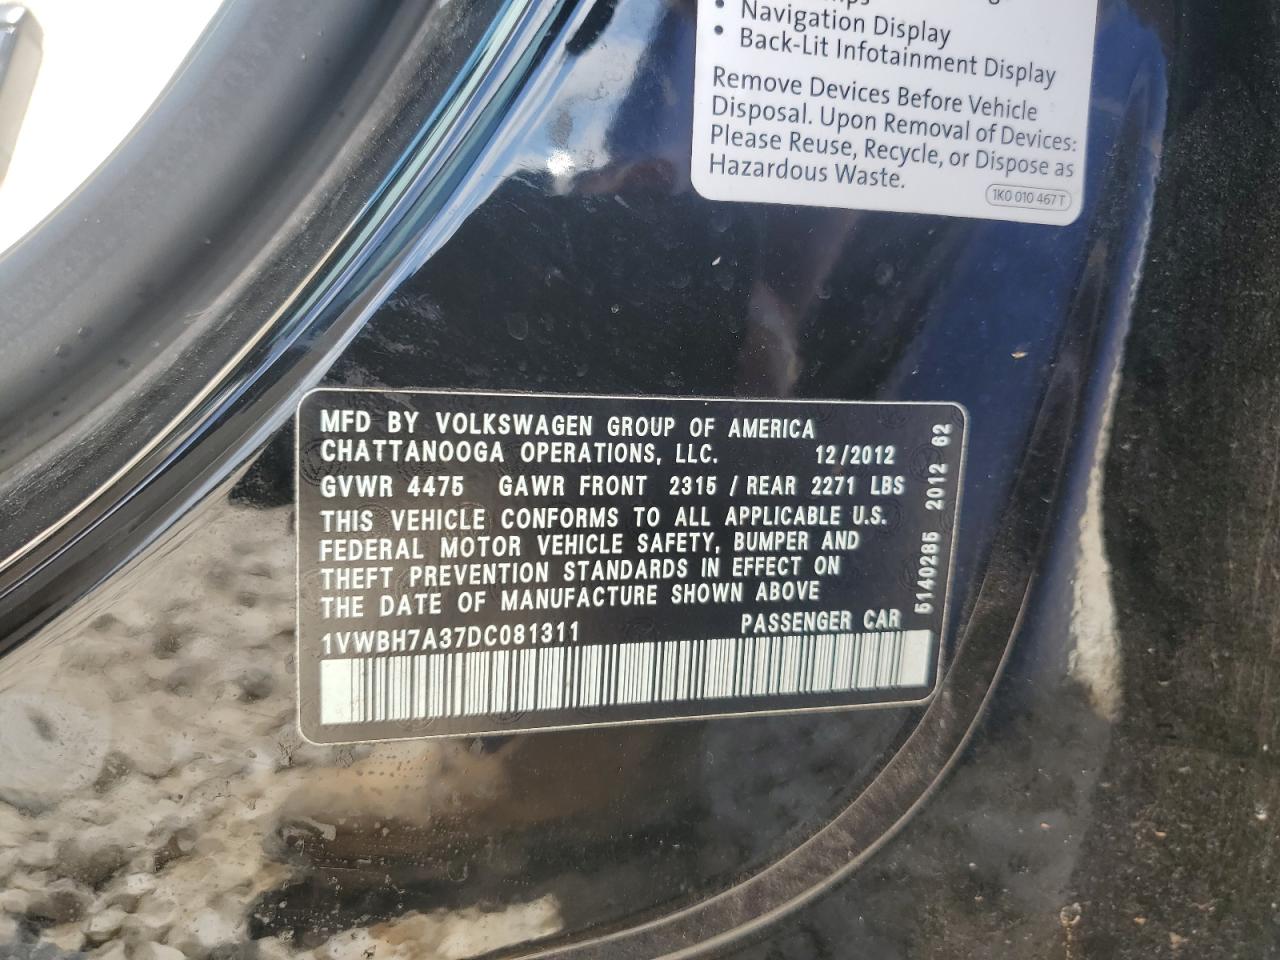 • Navigation Display
• Back-Lit Infotainment Display
Remove Devices Before Vehicle
Disposal. Upon Removal of Devices:
Please Reuse, Recycle, or Dispose as
Hazardous Waste.
1K0 010 467 T
MFD BY VOLKSWAGEN GROUP OF AMERICA
CHATTANOOGA OPERATIONS, LLC. 12/2012
GVWR 4475 GAWR FRONT 2315 / REAR 2271 LBS
THIS VEHICLE CONFORMS TO ALL APPLICABLE U.S.
FEDERAL MOTOR VEHICLE SAFETY, BUMPER AND
THEFT PREVENTION STANDARDS IN EFFECT ON
THE DATE OF MANUFACTURE SHOWN ABOVE
1VWBH7A37DC081311 PASSENGER CAR
5140285 2012 62